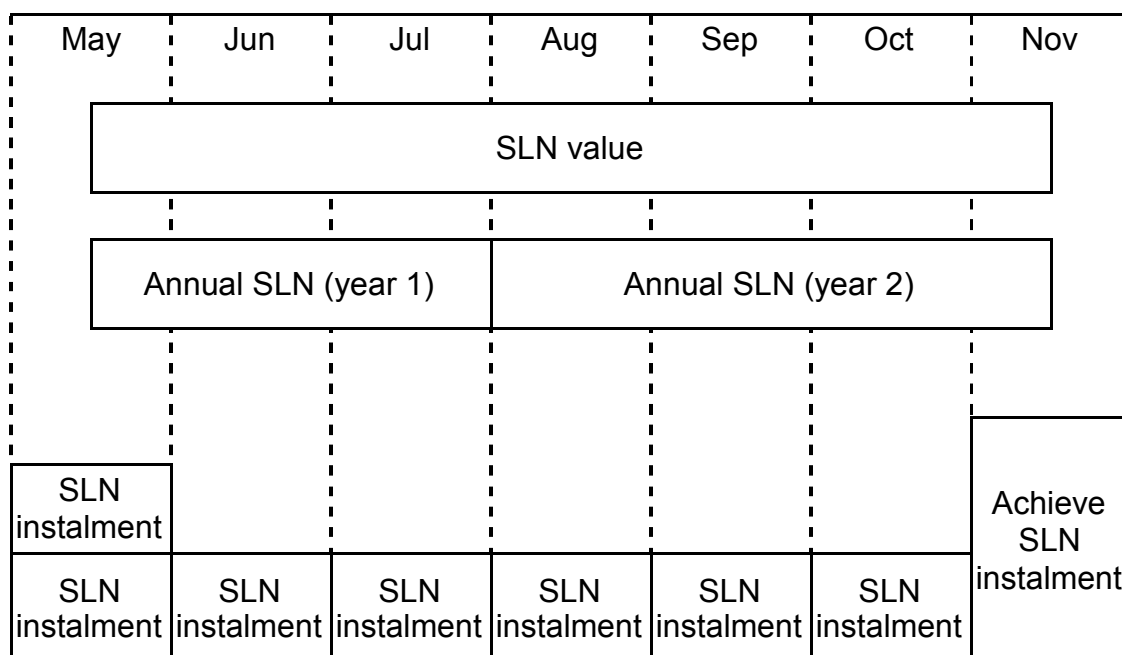 May Jun Jul Aug Sep Oct Nov
SLN value
Annual SLN (year 1) Annual SLN (year 2)
SLN
instalment
Achieve
SLN
instalment
SLN SLN SLN SLN SLN SLN
instalment instalment instalment instalment instalment instalment